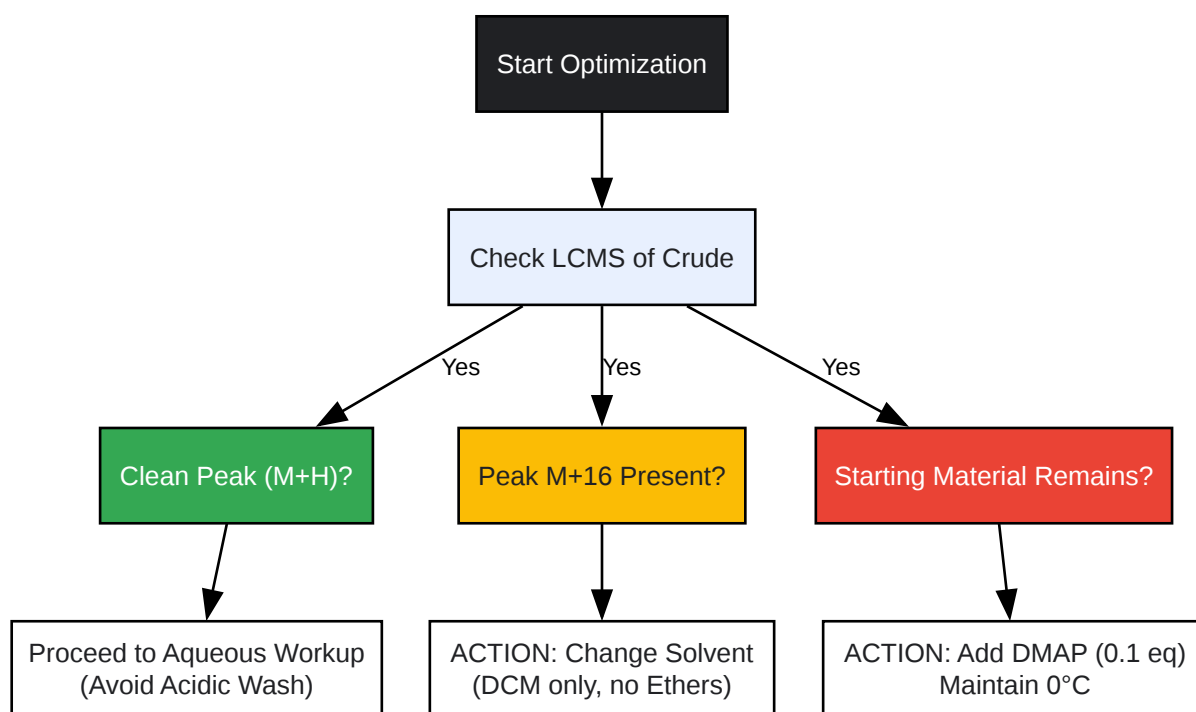 Start Optimization
Check LCMS of Crude
Yes
Yes
Yes
Clean Peak (M+H)?
Peak M+16 Present?
Starting Material Remains?
Proceed to Aqueous Workup
(Avoid Acidic Wash)
ACTION: Change Solvent
(DCM only, no Ethers)
ACTION: Add DMAP (0.1 eq)
Maintain 0°C